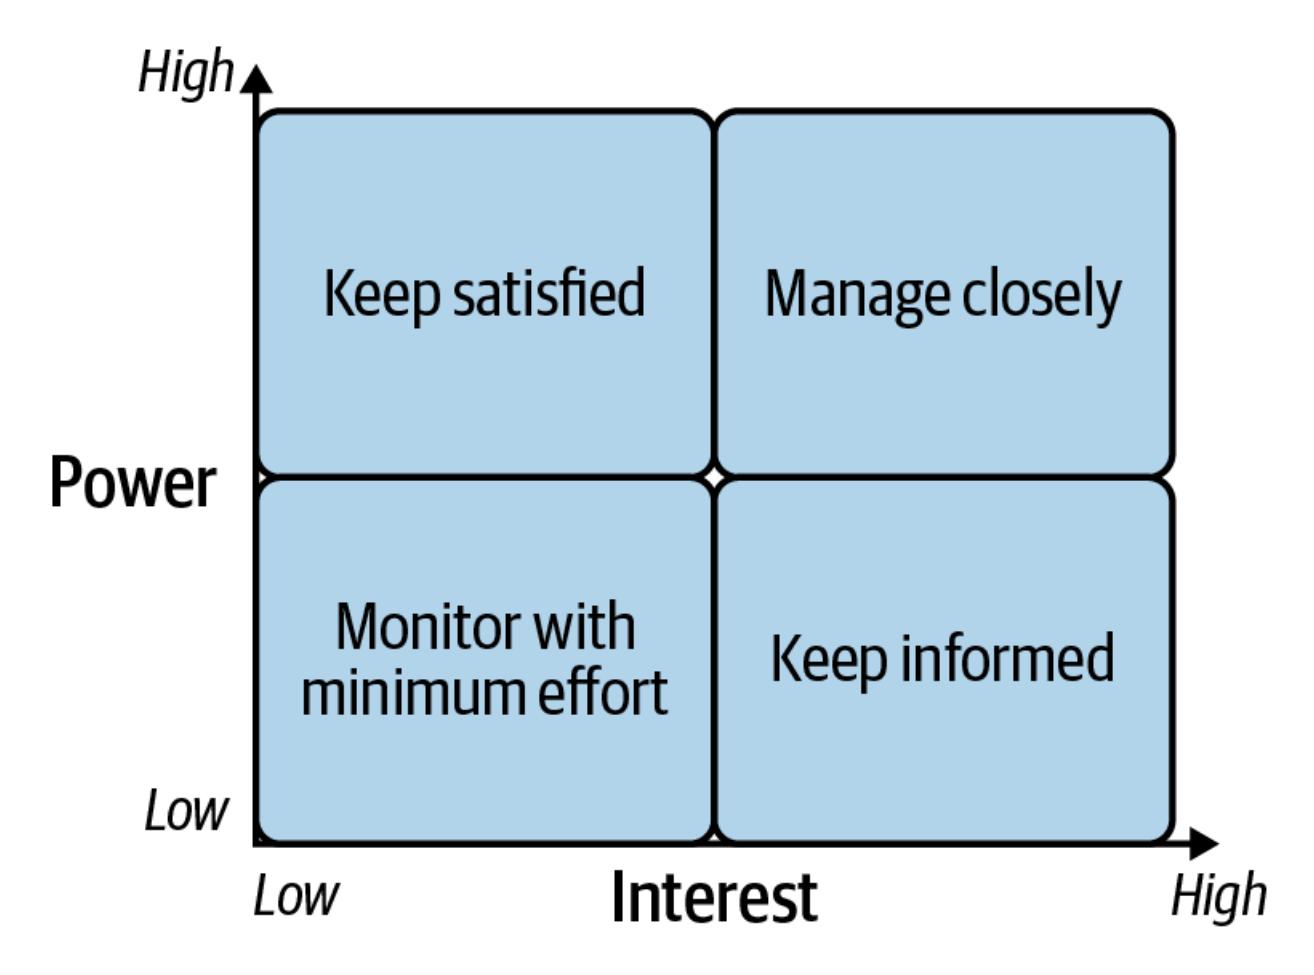 High
Keep satisfied
Manage closely
Power
Monitor with
minimum effort
Keep informed
Low
Low
Interest
High